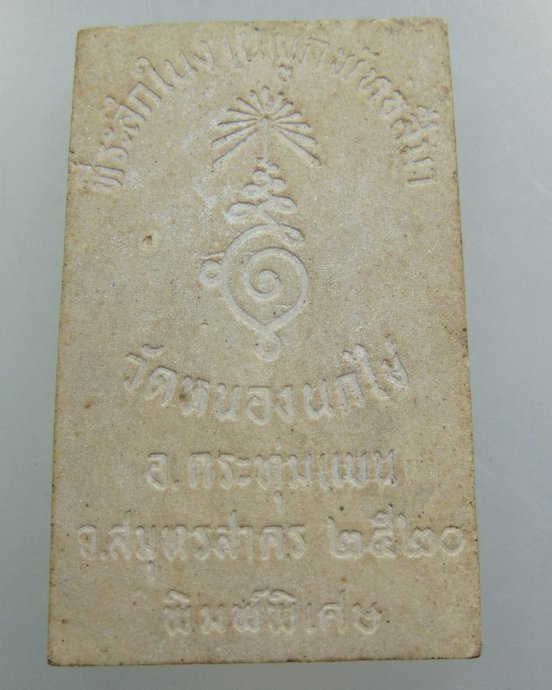 ที่ระลึกในงานผูกพัทธสีมา
วัดหนองนกไข่
อ.กระทุ่มแบน
จ.สมุทรสาคร ๒๕๒๐
พิมพ์พิเศษ